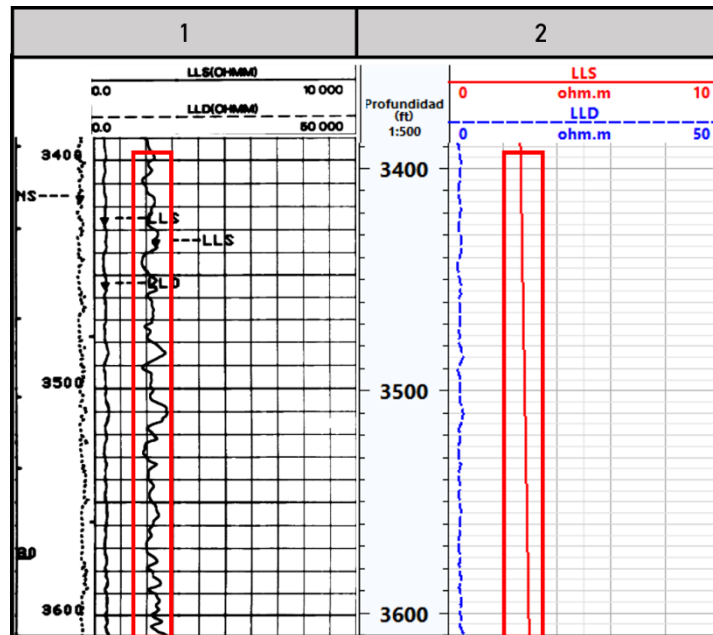 1
2
LLS(OHMM)
0.0 10 000
LLD(OHMM)
0.0 50 000
3400
NS
LLS
LLS
3500
3600
Profundidad
(ft)
1:500
LLS
0 ohm.m 10
LLD
0 ohm.m 50
3400
3500
3600